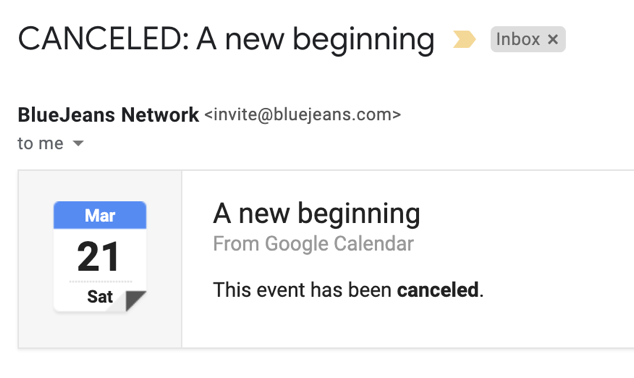 CANCELED: A new beginning Inbox ×
BlueJeans Network <invite@bluejeans.com>
to me
Mar
21
Sat
A new beginning
From Google Calendar
This event has been canceled.